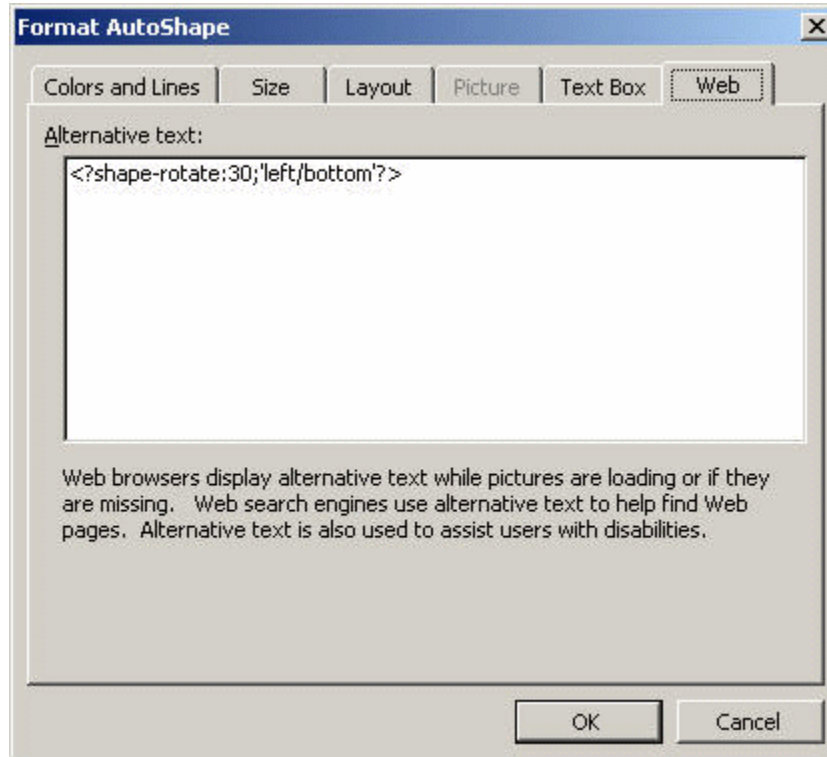 Format AutoShape
Colors and Lines Size Layout Picture Text Box Web
Alternative text:
<?shape-rotate:30;'left/bottom'?>
Web browsers display alternative text while pictures are loading or if they
are missing. Web search engines use alternative text to help find Web
pages. Alternative text is also used to assist users with disabilities.
OK Cancel